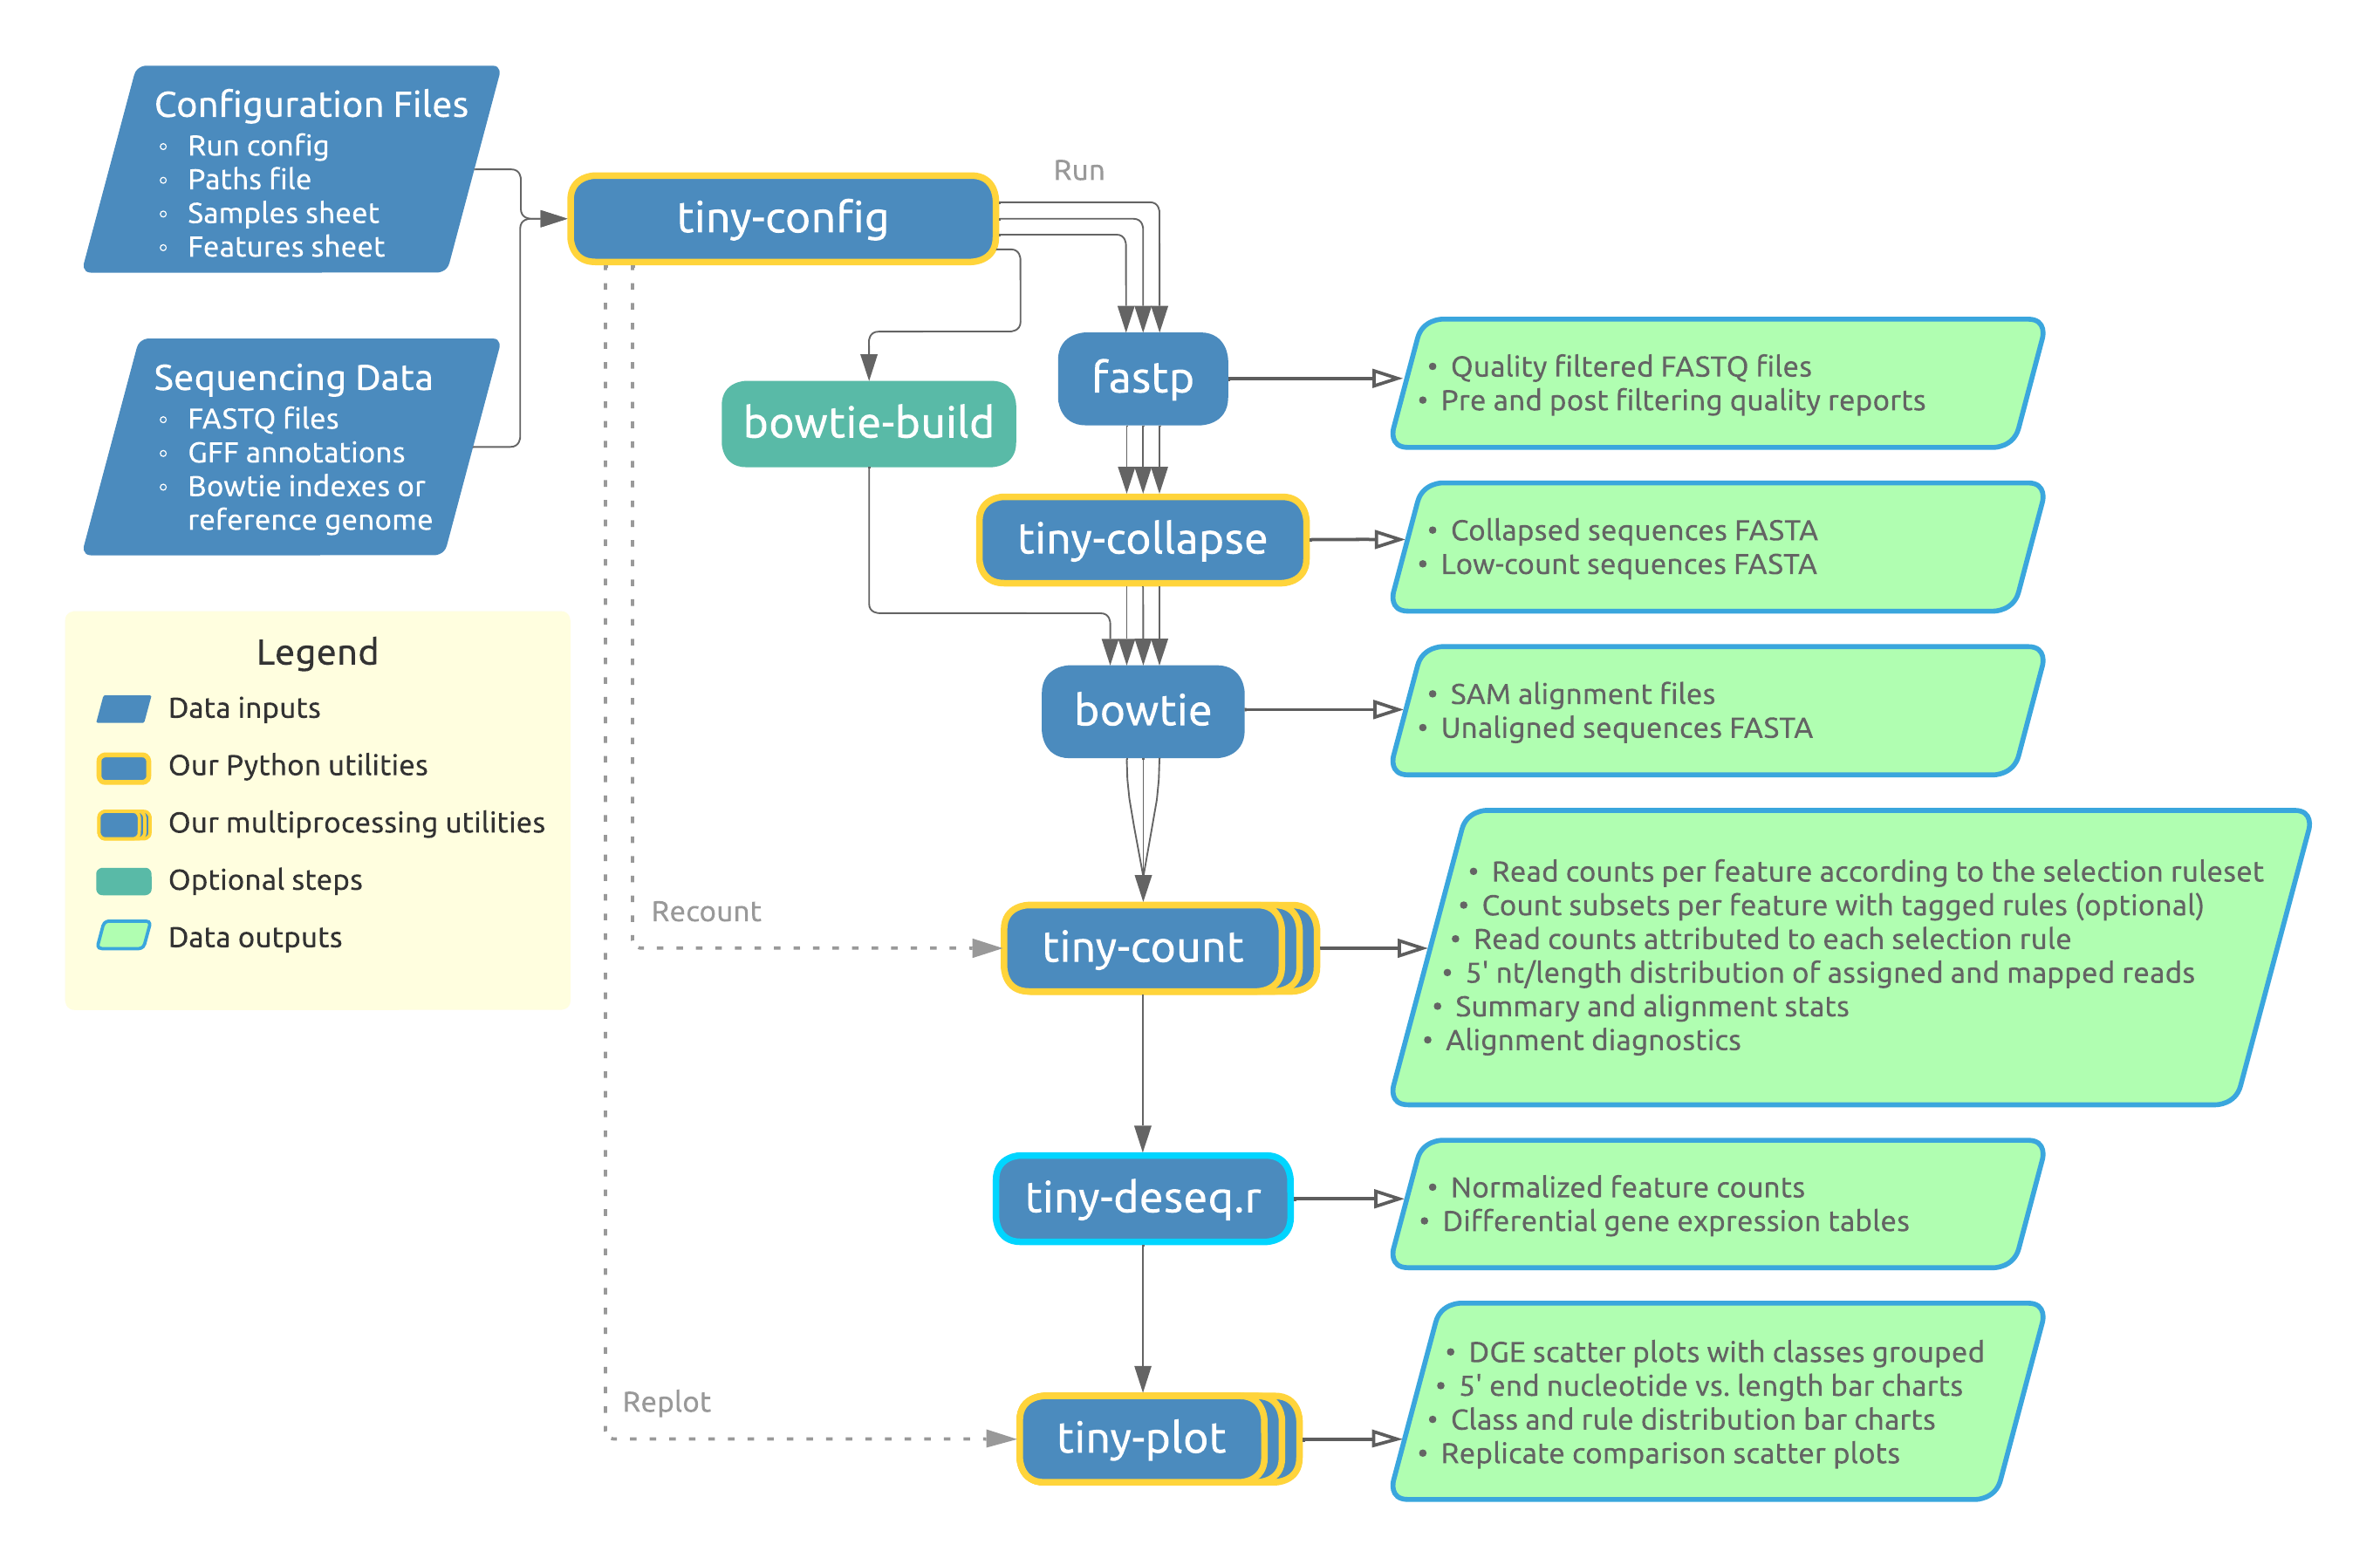 Configuration Files
◦ Run config
◦ Paths file
◦ Samples sheet
◦ Features sheet
Sequencing Data
◦ FASTQ files
◦ GFF annotations
◦ Bowtie indexes or
reference genome
Legend
Data inputs
Our Python utilities
Our multiprocessing utilities
Optional steps
Data outputs
tiny-config
Run
bowtie-build
fastp
• Quality filtered FASTQ files
• Pre and post filtering quality reports
tiny-collapse
• Collapsed sequences FASTA
• Low-count sequences FASTA
bowtie
• SAM alignment files
• Unaligned sequences FASTA
Recount
tiny-count
• Read counts per feature according to the selection ruleset
• Count subsets per feature with tagged rules (optional)
• Read counts attributed to each selection rule
• 5' nt/length distribution of assigned and mapped reads
• Summary and alignment stats
• Alignment diagnostics
tiny-deseq.r
• Normalized feature counts
• Differential gene expression tables
Replot
tiny-plot
• DGE scatter plots with classes grouped
• 5' end nucleotide vs. length bar charts
• Class and rule distribution bar charts
• Replicate comparison scatter plots